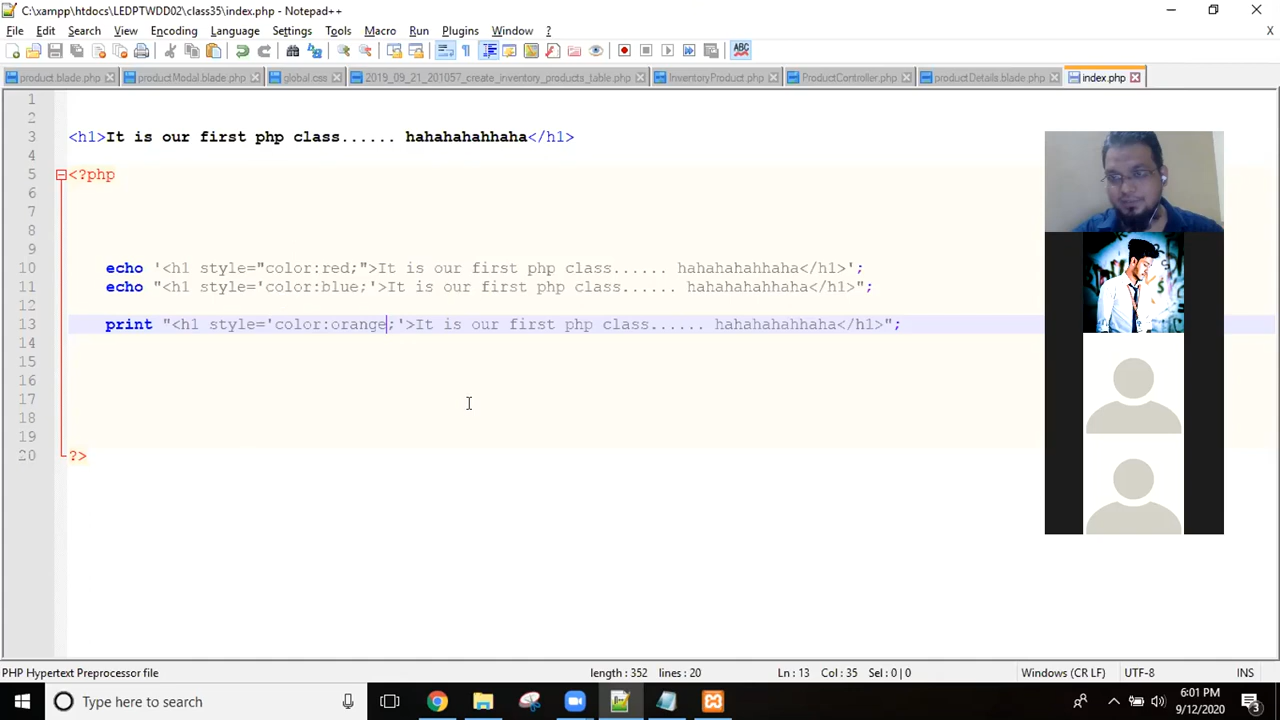 C:\xampp\htdocs\LEDPTWDD02\class35\index.php - Notepad++
File Edit Search View Encoding Language Settings Tools Macro Run Plugins Window ? X
product.blade.php productModal.blade.php global.css 2019_09_21_201057_create_inventory_products_table.php InventoryProduct.php ProductController.php productDetails.blade.php index.php
1
2
3 <h1>It is our first php class...... hahahahahhaha</h1>
4
5 <?php
6
7
8
9
10 echo '<h1 style="color:red;">It is our first php class...... hahahahahhaha</h1>';
11 echo "<h1 style='color:blue;'>It is our first php class...... hahahahahhaha</h1>";
12
13 print "<h1 style='color:orange;'>It is our first php class...... hahahahahhaha</h1>";
14
15
16
17
18
19
20 ?>
PHP Hypertext Preprocessor file length : 352 lines : 20 Ln : 13 Col : 35 Sel : 0 | 0 Windows (CR LF) UTF-8 INS
Type here to search
6:01 PM
9/12/2020
3